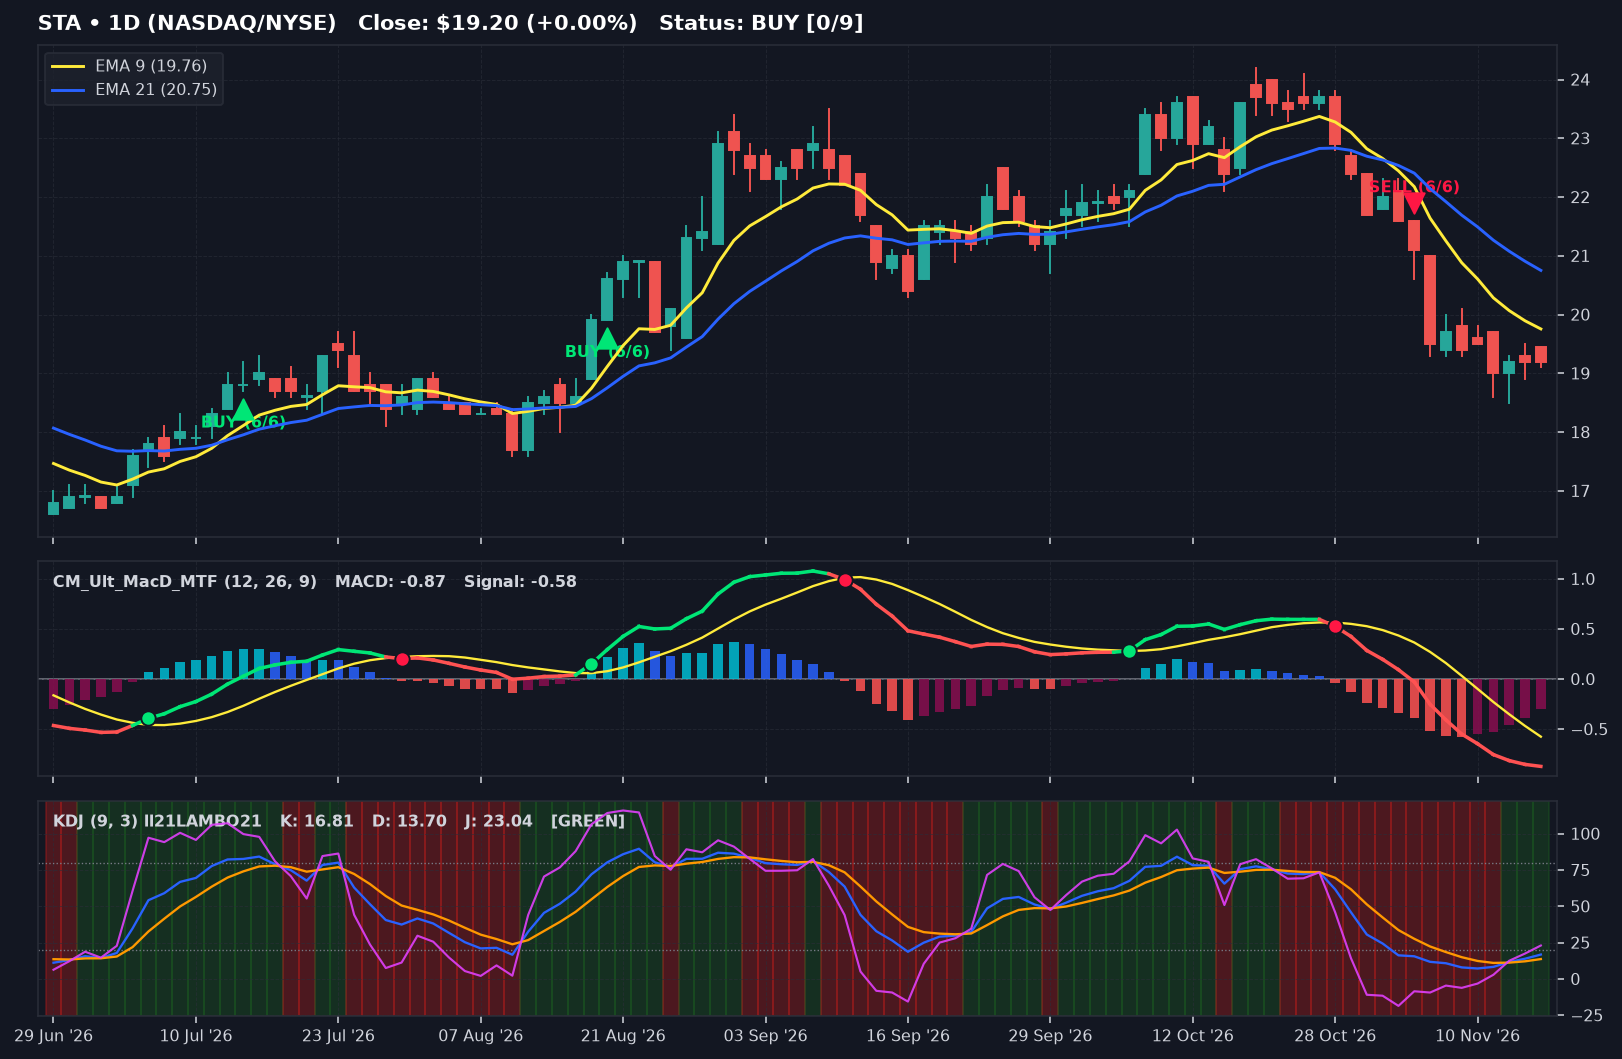 STA • 1D (NASDAQ/NYSE)   Close: $19.20 (+0.00%)   Status: BUY [0/9]
EMA 9 (19.76)
EMA 21 (20.75)
24
23
22
21
20
19
18
17
SELL (6/6)
BUY (6/6)
BUY (6/6)
CM_Ult_MacD_MTF (12, 26, 9)   MACD: -0.87   Signal: -0.58
1.0
0.5
0.0
−0.5
KDJ (9, 3) II21LAMBO21   K: 16.81   D: 13.70   J: 23.04   [GREEN]
100
75
50
25
0
−25
29 Jun '26   10 Jul '26   23 Jul '26   07 Aug '26   21 Aug '26   03 Sep '26   16 Sep '26   29 Sep '26   12 Oct '26   28 Oct '26   10 Nov '26